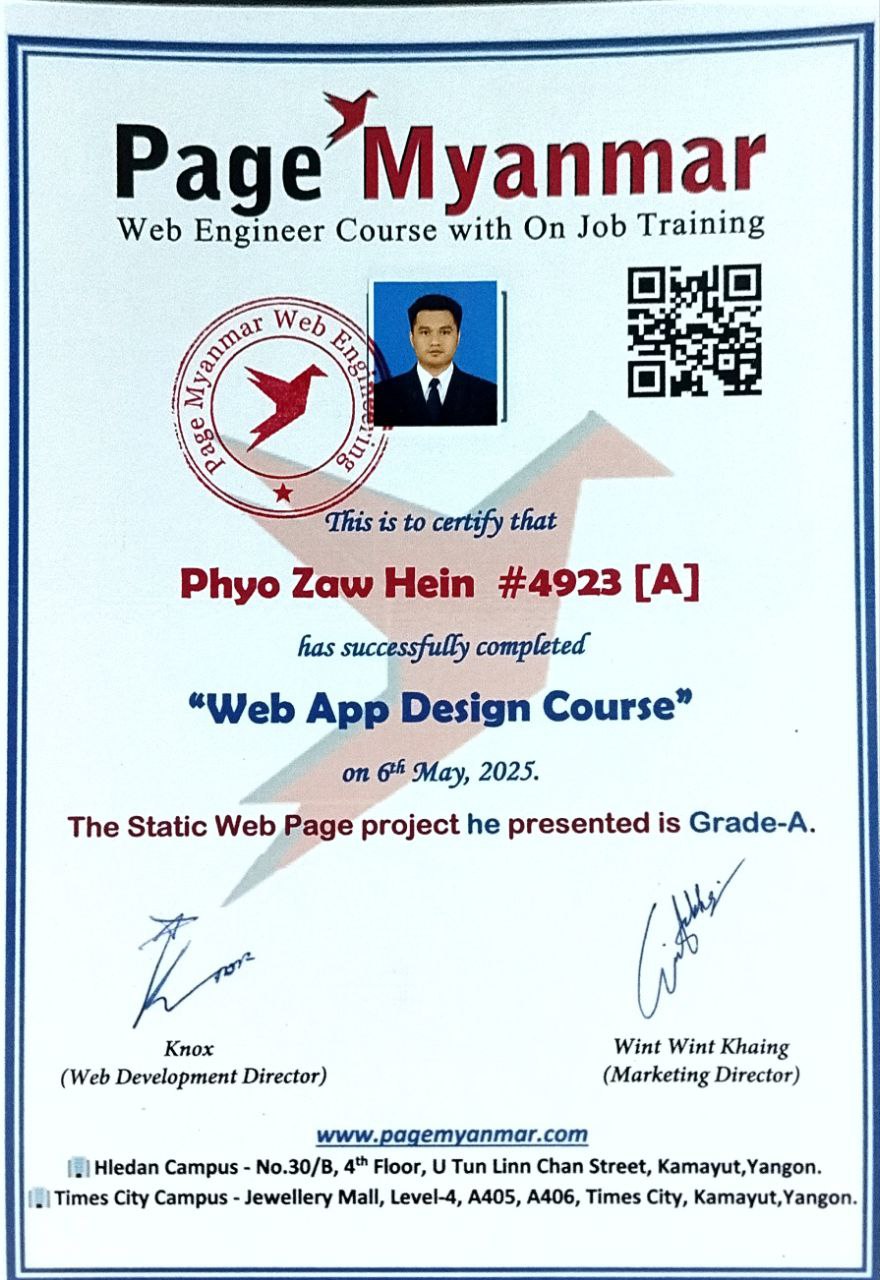 Page Myanmar
Web Engineer Course with On Job Training
Page Myanmar Web Engineering
This is to certify that
Phyo Zaw Hein #4923 [A]
has successfully completed
“Web App Design Course”
on 6th May, 2025.
The Static Web Page project he presented is Grade-A.
Knox
(Web Development Director)
Wint Wint Khaing
(Marketing Director)
www.pagemyanmar.com
Hledan Campus - No.30/B, 4th Floor, U Tun Linn Chan Street, Kamayut,Yangon.
Times City Campus - Jewellery Mall, Level-4, A405, A406, Times City, Kamayut,Yangon.